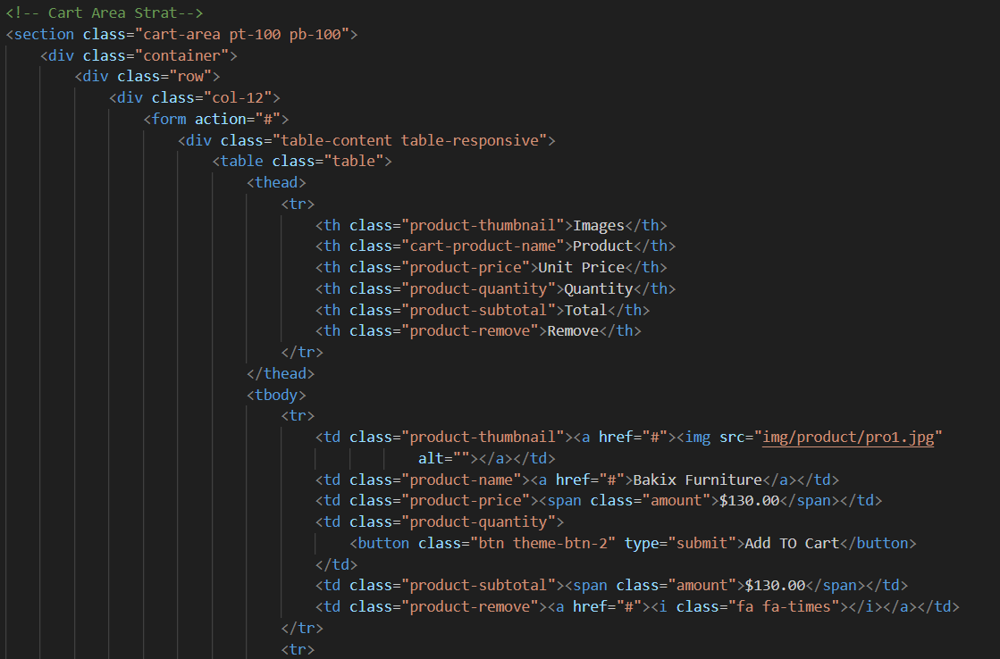 <!-- Cart Area Strat-->
<section class="cart-area pt-100 pb-100">
<div class="container">
<div class="row">
<div class="col-12">
<form action="#">
<div class="table-content table-responsive">
<table class="table">
<thead>
<tr>
<th class="product-thumbnail">Images</th>
<th class="cart-product-name">Product</th>
<th class="product-price">Unit Price</th>
<th class="product-quantity">Quantity</th>
<th class="product-subtotal">Total</th>
<th class="product-remove">Remove</th>
</tr>
</thead>
<tbody>
<tr>
<td class="product-thumbnail"><a href="#"><img src="img/product/pro1.jpg"
alt=""></a></td>
<td class="product-name"><a href="#">Bakix Furniture</a></td>
<td class="product-price"><span class="amount">$130.00</span></td>
<td class="product-quantity">
<button class="btn theme-btn-2" type="submit">Add TO Cart</button>
</td>
<td class="product-subtotal"><span class="amount">$130.00</span></td>
<td class="product-remove"><a href="#"><i class="fa fa-times"></i></a></td>
</tr>
<tr>